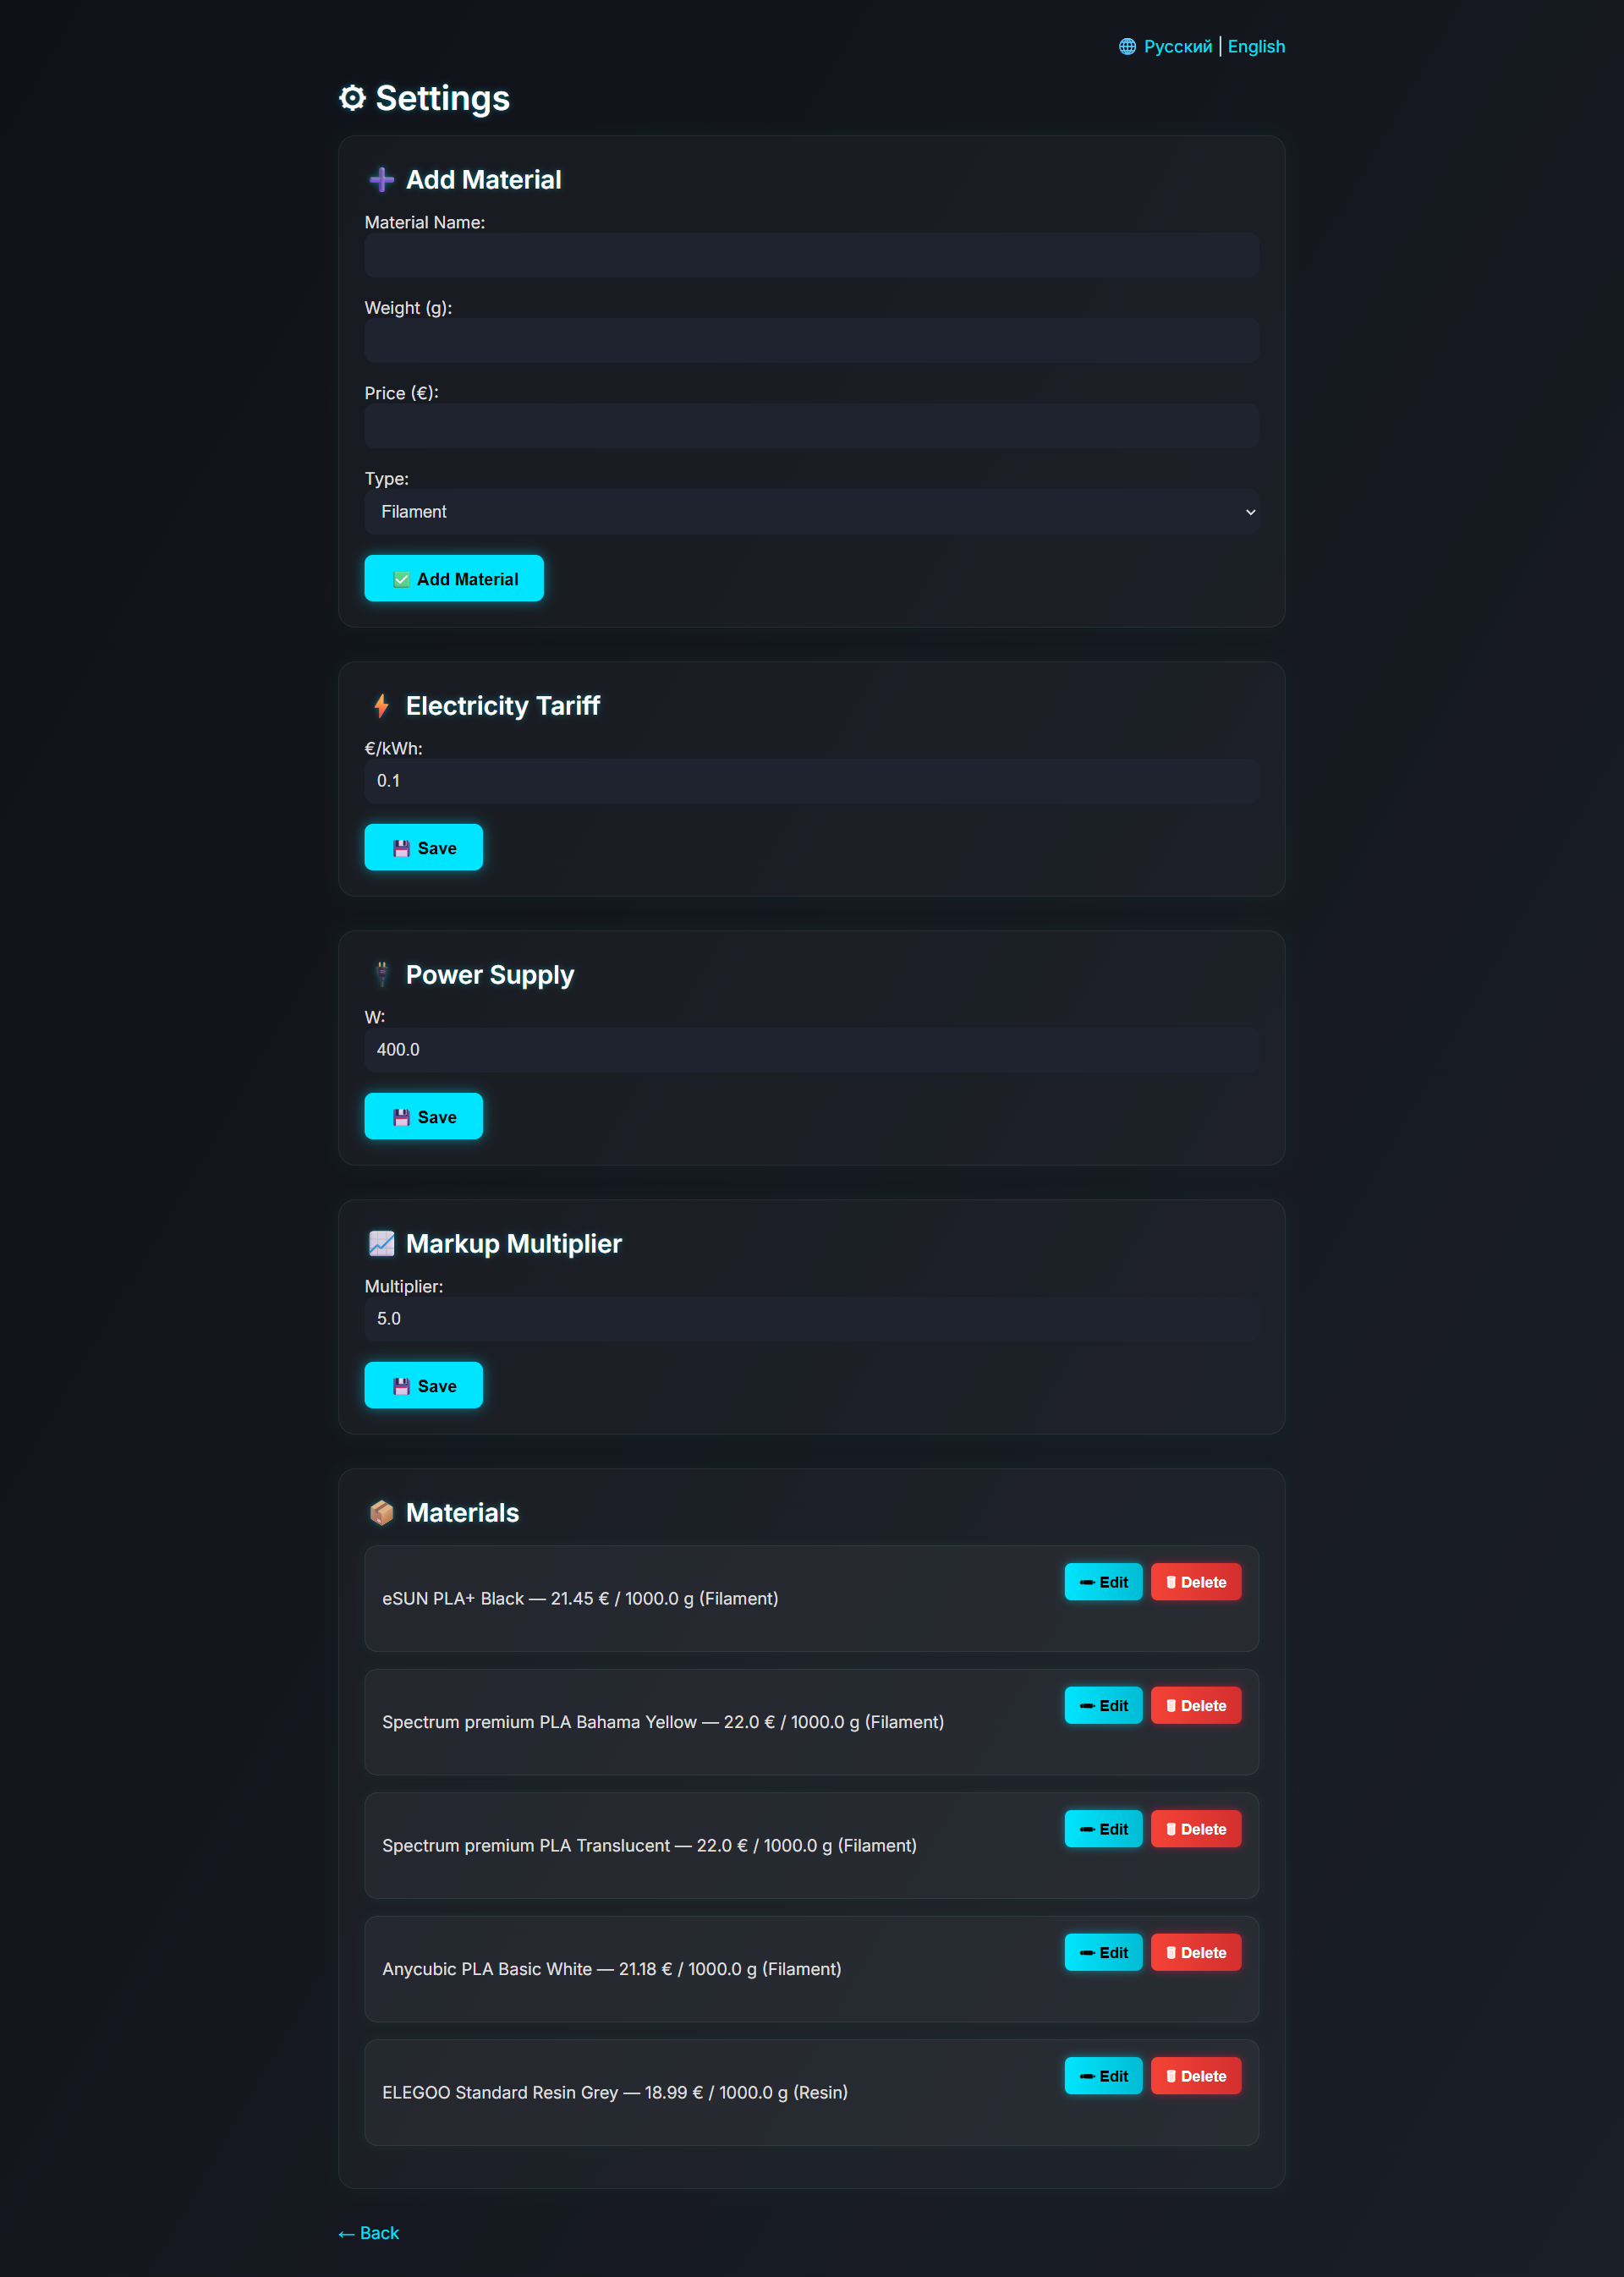 🌐 Русский | English
⚙ Settings
➕ Add Material
Material Name:
Weight (g):
Price (€):
Type:
Filament
✅ Add Material
⚡ Electricity Tariff
€/kWh:
0.1
💾 Save
🔌 Power Supply
W:
400.0
💾 Save
📈 Markup Multiplier
Multiplier:
5.0
💾 Save
📦 Materials
eSUN PLA+ Black — 21.45 € / 1000.0 g (Filament)
✏ Edit 🗑 Delete
Spectrum premium PLA Bahama Yellow — 22.0 € / 1000.0 g (Filament)
✏ Edit 🗑 Delete
Spectrum premium PLA Translucent — 22.0 € / 1000.0 g (Filament)
✏ Edit 🗑 Delete
Anycubic PLA Basic White — 21.18 € / 1000.0 g (Filament)
✏ Edit 🗑 Delete
ELEGOO Standard Resin Grey — 18.99 € / 1000.0 g (Resin)
✏ Edit 🗑 Delete
← Back